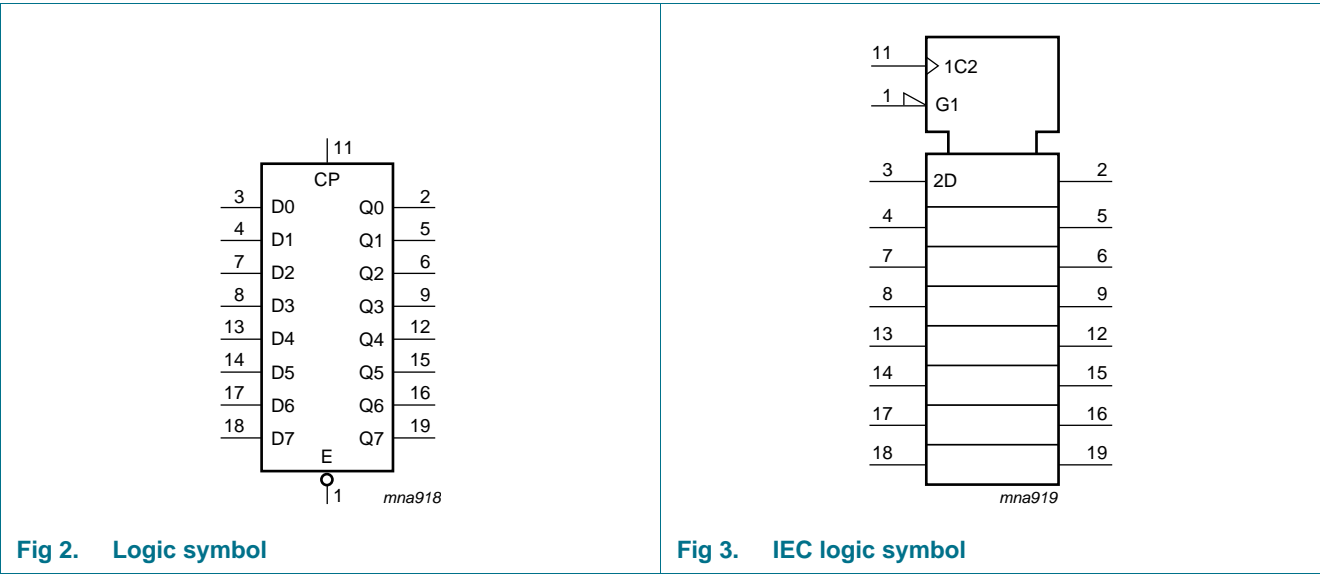 11
CP
3 D0 Q0 2
4 D1 Q1 5
7 D2 Q2 6
8 D3 Q3 9
13 D4 Q4 12
14 D5 Q5 15
17 D6 Q6 16
18 D7 Q7 19
E
1 mna918
Fig 2. Logic symbol
11 1C2
1 G1
3 2D 2
4 5
7 6
8 9
13 12
14 15
17 16
18 19
mna919
Fig 3. IEC logic symbol